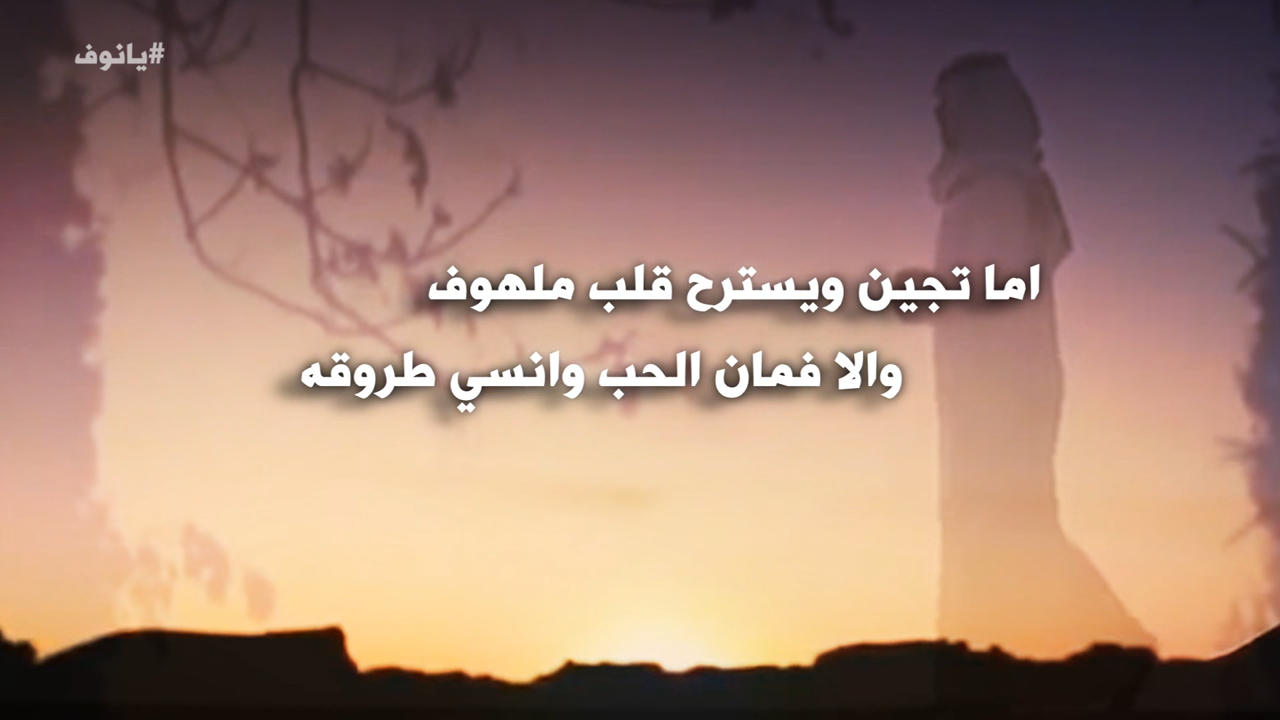 #يانوف
اما تجين ويسترح قلب ملهوف
والا فمان الحب وانسي طروقه